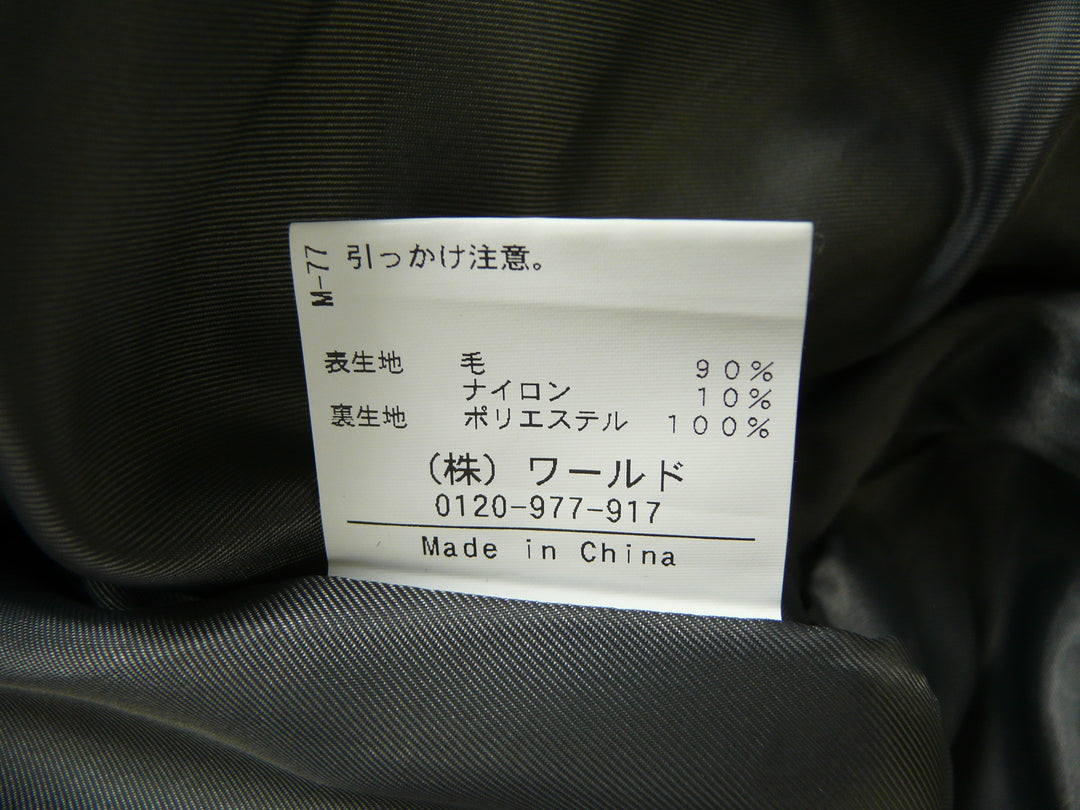 M-77
引っかけ注意。
表生地 毛 90%
ナイロン 10%
裏生地 ポリエステル 100%
(株) ワールド
0120-977-917
Made in China